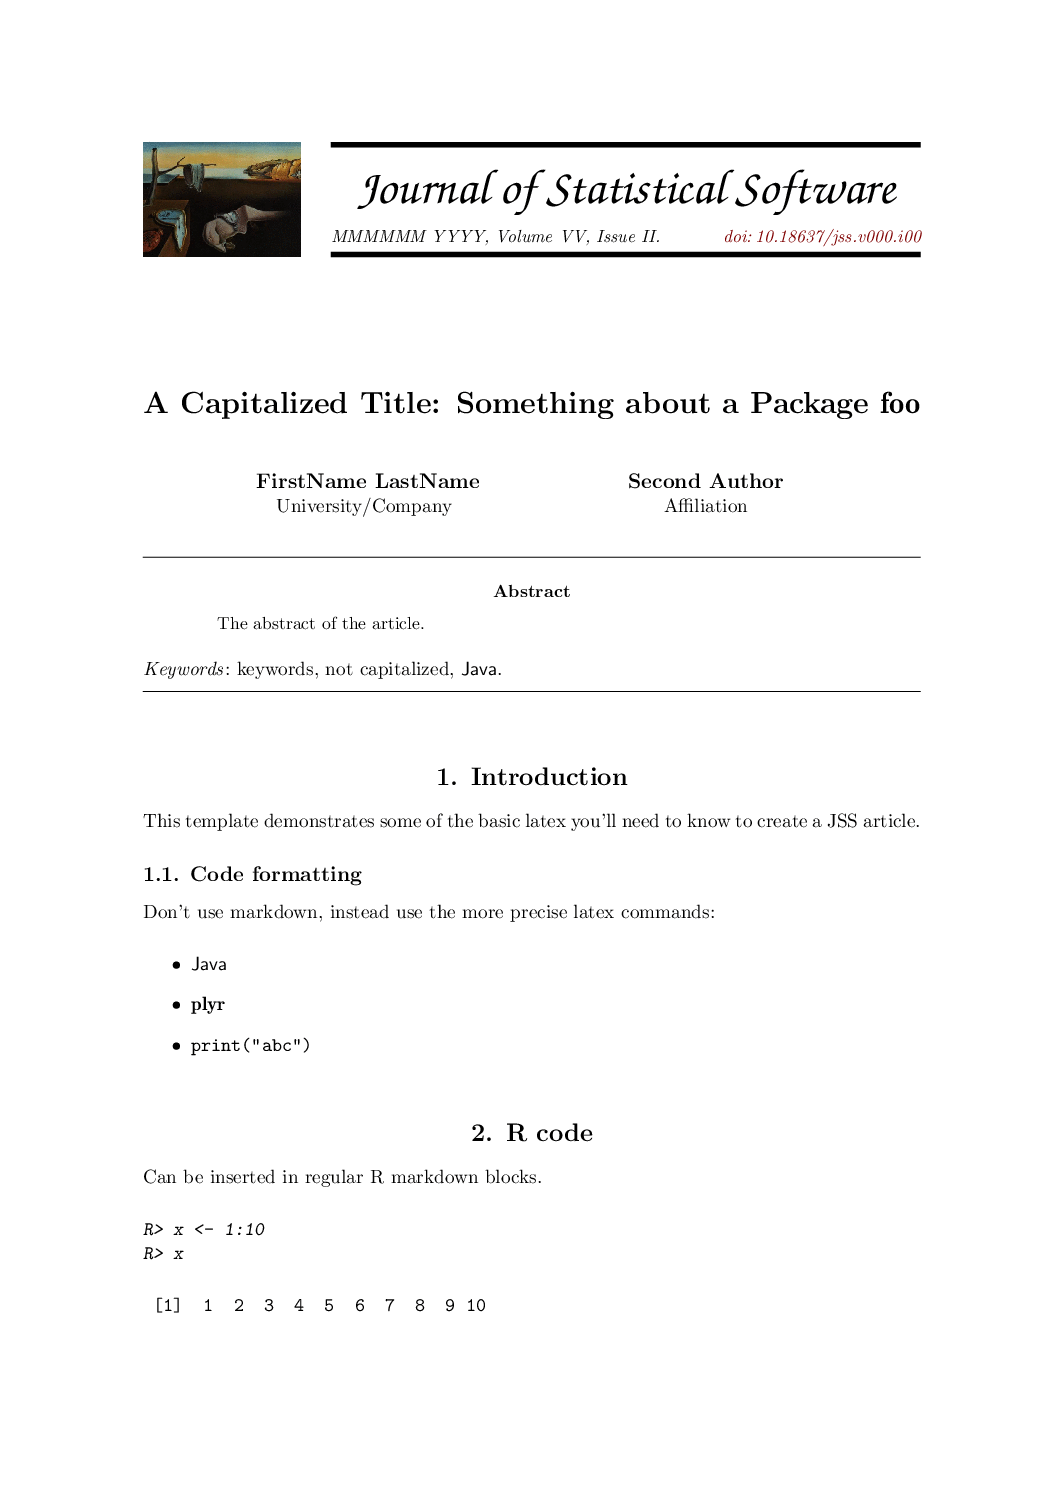 Journal of Statistical Software
MMMMMM YYYY, Volume VV, Issue II. doi: 10.18637/jss.v000.i00
A Capitalized Title: Something about a Package foo
FirstName LastName Second Author
University/Company Affiliation
Abstract
The abstract of the article.
Keywords: keywords, not capitalized, Java.
1. Introduction
This template demonstrates some of the basic latex you'll need to know to create a JSS article.
1.1. Code formatting
Don't use markdown, instead use the more precise latex commands:
• Java
• plyr
• print("abc")
2. R code
Can be inserted in regular R markdown blocks.
R> x <- 1:10
R> x
[1] 1 2 3 4 5 6 7 8 9 10